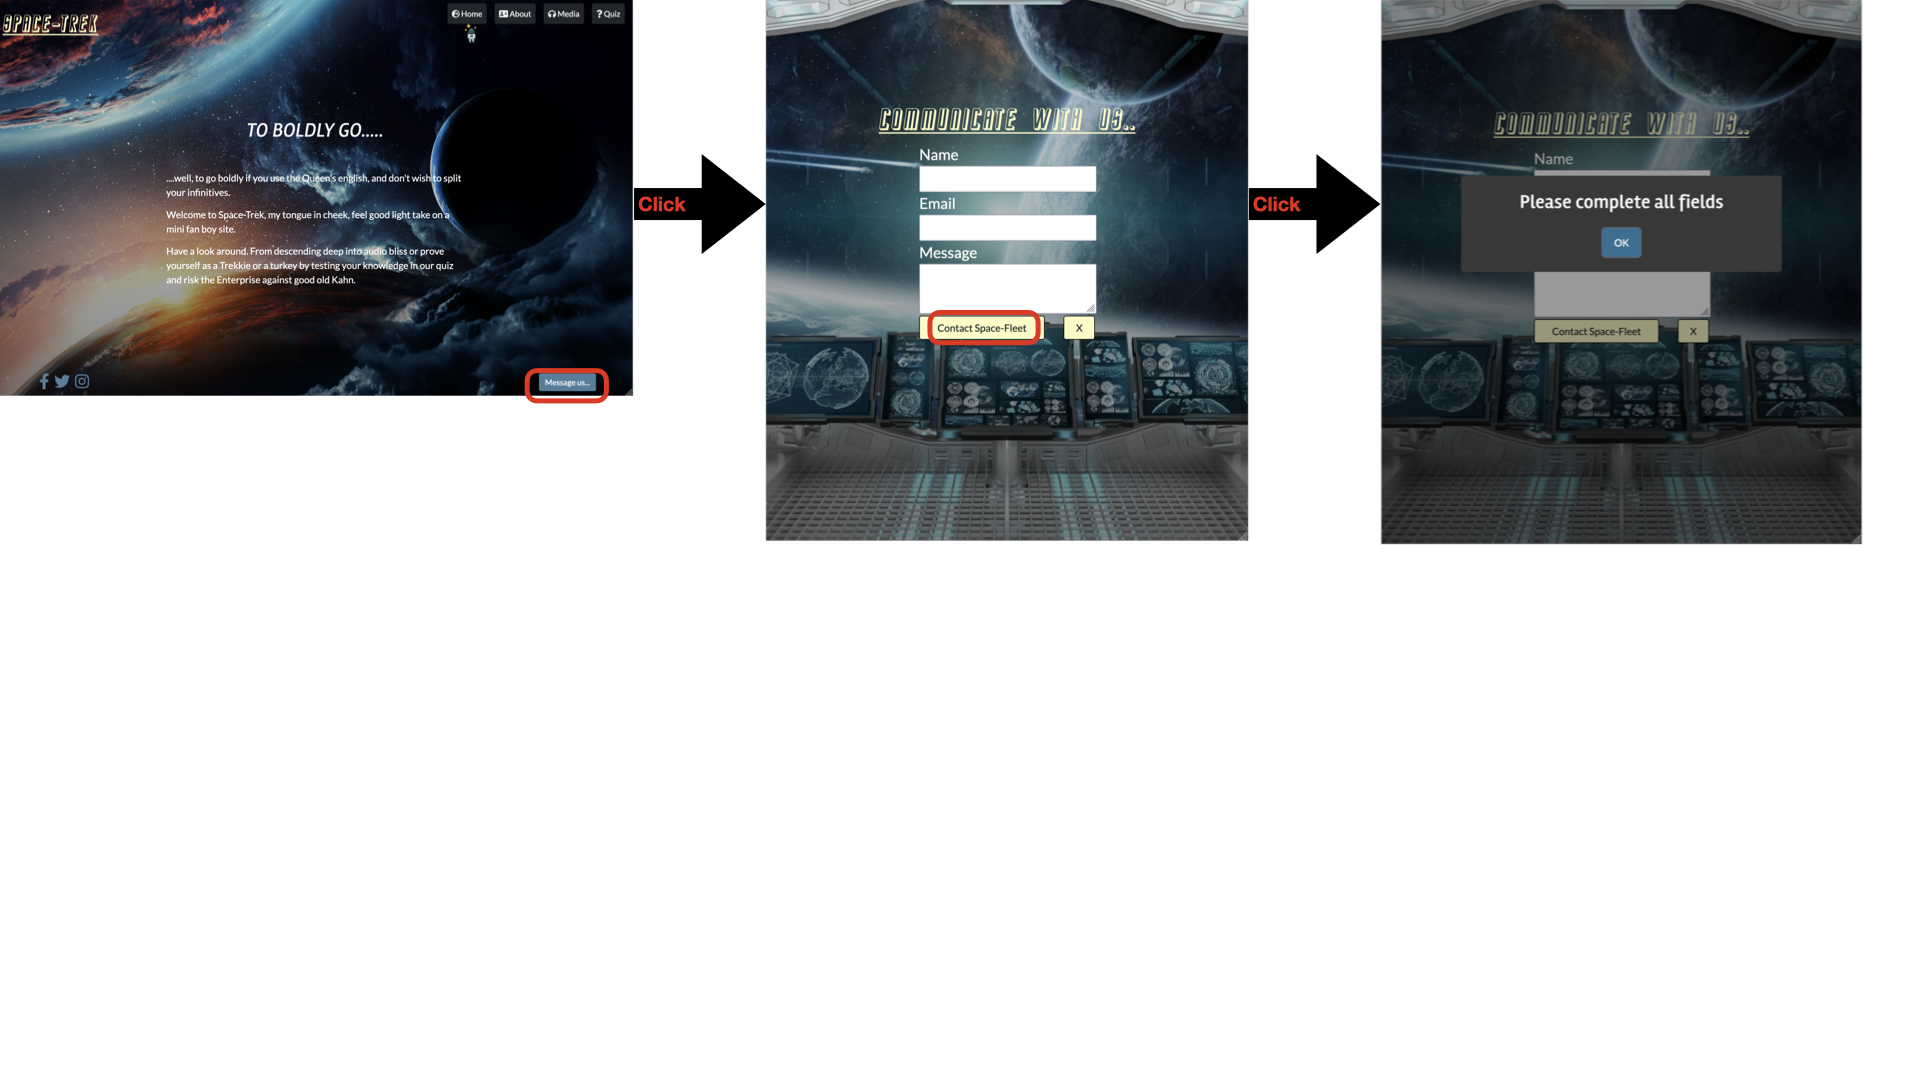 SPACE-TREK
Home
About
Media
Quiz
TO BOLDLY GO.....
....well, to go boldly if you use the Queen's english, and don't wish to split
your infinitives.
Welcome to Space-Trek, my tongue in cheek, feel good light take on a
mini fan boy site.
Have a look around. From descending deep into audio bliss or prove
yourself as a Trekkie or a turkey by testing your knowledge in our quiz
and risk the Enterprise against good old Kahn.
Message us...
Click
COMMUNICATE WITH US..
Name
Email
Message
Contact Space-Fleet
X
Click
COMMUNICATE WITH US..
Name
Please complete all fields
OK
Contact Space-Fleet
X